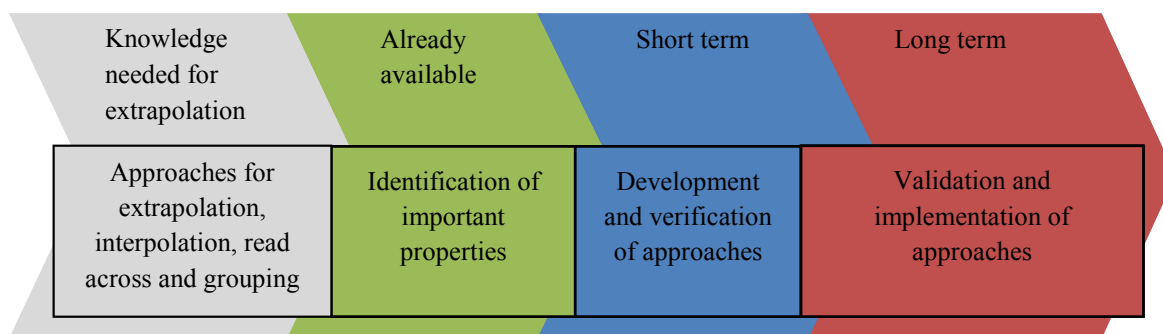 Knowledge
needed for
extrapolation
Already
available
Short term
Long term
Approaches for
extrapolation,
interpolation, read
across and grouping
Identification of
important
properties
Development
and verification
of approaches
Validation and
implementation of
approaches